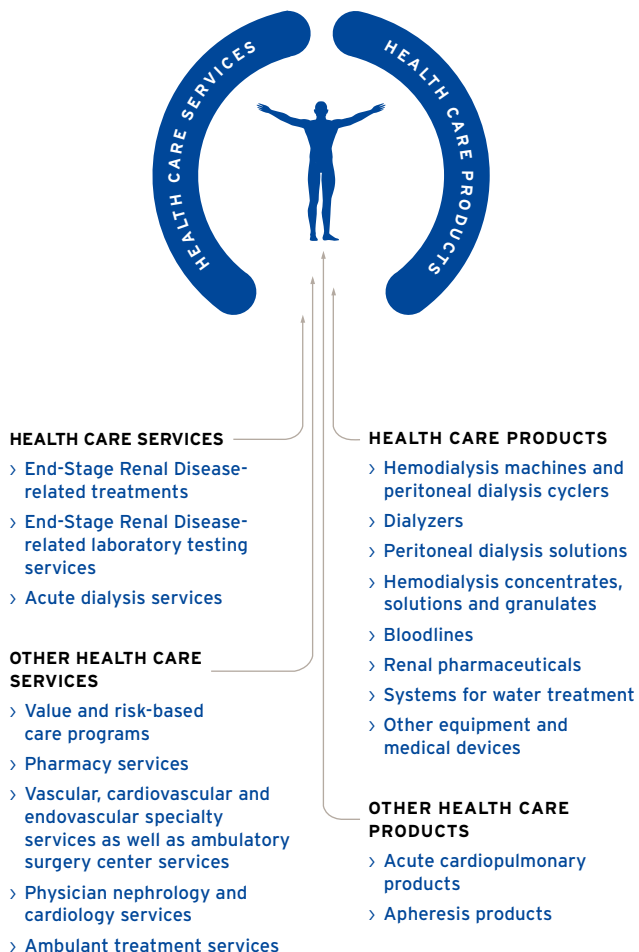 HEALTH CARE SERVICES
HEALTH CARE PRODUCTS
HEALTH CARE SERVICES
› End-Stage Renal Disease-
related treatments
› End-Stage Renal Disease-
related laboratory testing
services
› Acute dialysis services
OTHER HEALTH CARE
SERVICES
› Value and risk-based
care programs
› Pharmacy services
› Vascular, cardiovascular and
endovascular specialty
services as well as ambulatory
surgery center services
› Physician nephrology and
cardiology services
› Ambulant treatment services
HEALTH CARE PRODUCTS
› Hemodialysis machines and
peritoneal dialysis cyclers
› Dialyzers
› Peritoneal dialysis solutions
› Hemodialysis concentrates,
solutions and granulates
› Bloodlines
› Renal pharmaceuticals
› Systems for water treatment
› Other equipment and
medical devices
OTHER HEALTH CARE
PRODUCTS
› Acute cardiopulmonary
products
› Apheresis products